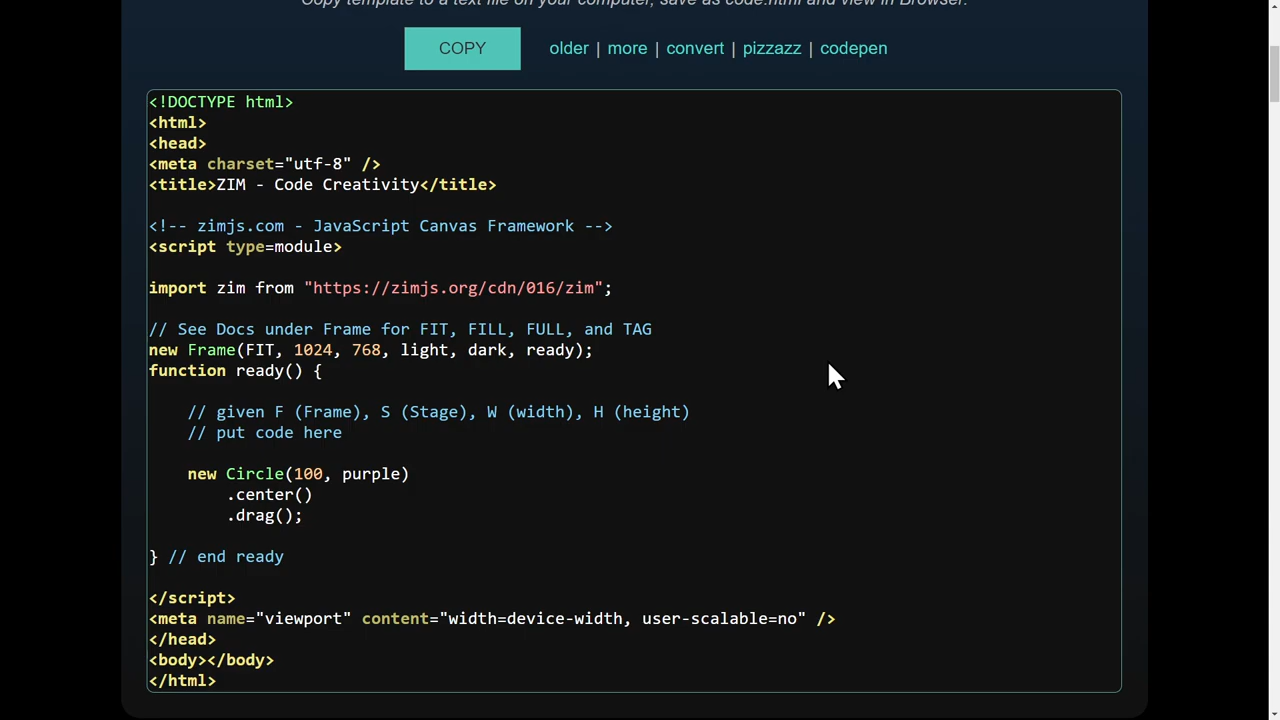 Copy template to a text file on your computer, save as code.html and view in Browser.
COPY older | more | convert | pizzazz | codepen
<!DOCTYPE html>
<html>
<head>
<meta charset="utf-8" />
<title>ZIM - Code Creativity</title>
<!-- zimjs.com - JavaScript Canvas Framework -->
<script type=module>
import zim from "https://zimjs.org/cdn/016/zim";
// See Docs under Frame for FIT, FILL, FULL, and TAG
new Frame(FIT, 1024, 768, light, dark, ready);
function ready() {
// given F (Frame), S (Stage), W (width), H (height)
// put code here
new Circle(100, purple)
.center()
.drag();
} // end ready
</script>
<meta name="viewport" content="width=device-width, user-scalable=no" />
</head>
<body></body>
</html>